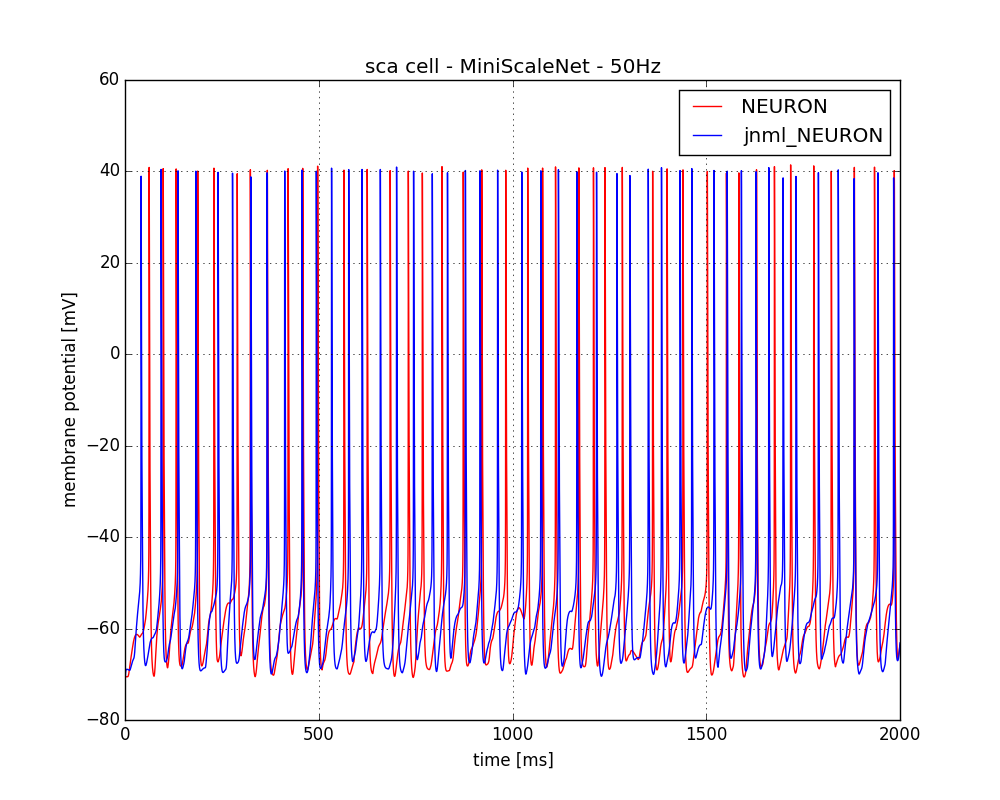 sca cell - MiniScaleNet - 50Hz
NEURON
jnml_NEURON
60
40
20
0
−20
−40
−60
−80
membrane potential [mV]
0 500 1000 1500 2000
time [ms]